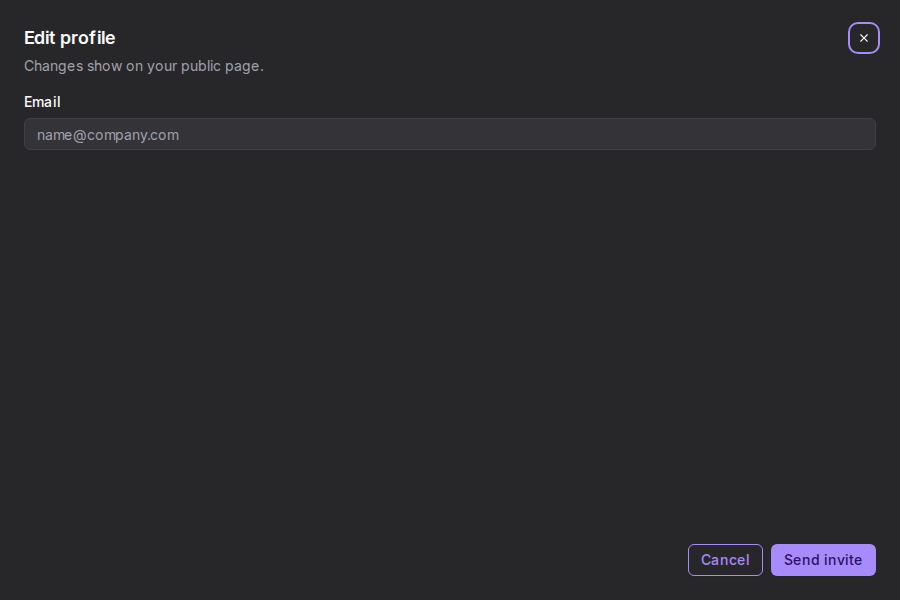 Edit profile
Changes show on your public page.
Email
name@company.com
Cancel
Send invite